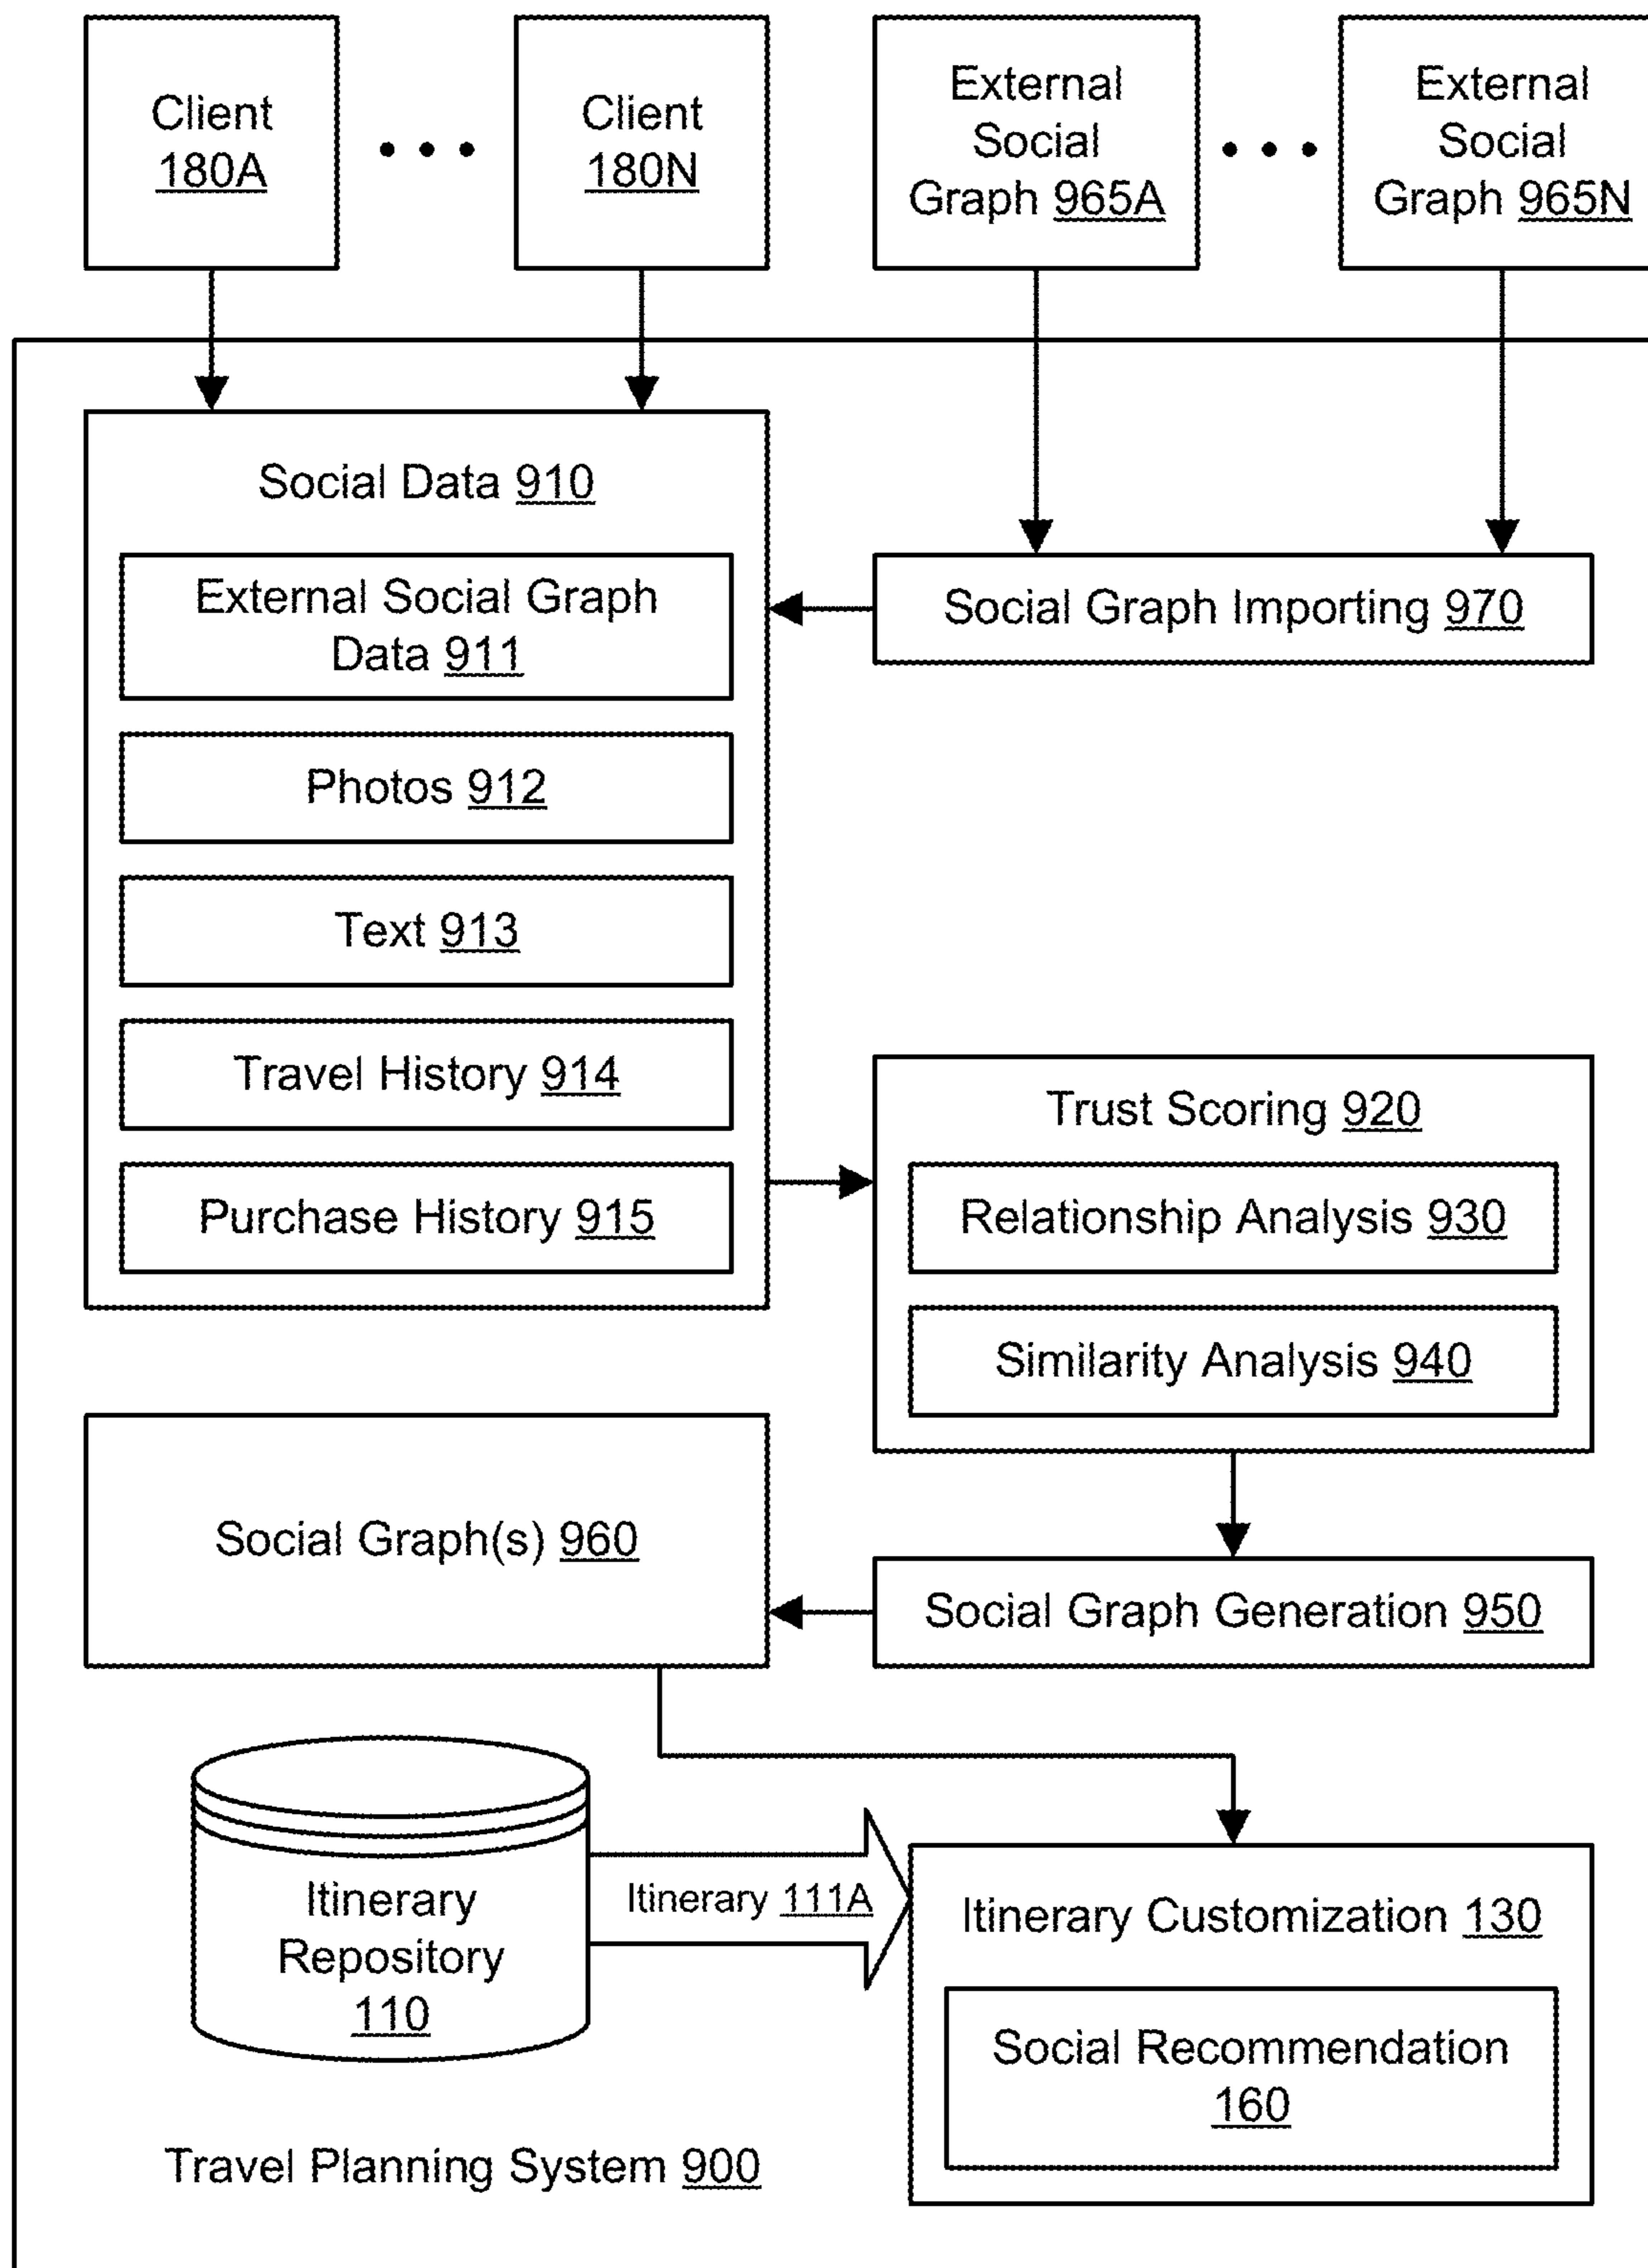 Client
180A
Client
180N
External
Social
Graph 965A
External
Social
Graph 965N
Social Data 910
External Social Graph
Data 911
Social Graph Importing 970
Photos 912
Text 913
Travel History 914
Purchase History 915
Trust Scoring 920
Relationship Analysis 930
Similarity Analysis 940
Social Graph(s) 960
Social Graph Generation 950
Itinerary
Repository
110
Itinerary 111A
Itinerary Customization 130
Social Recommendation
160
Travel Planning System 900